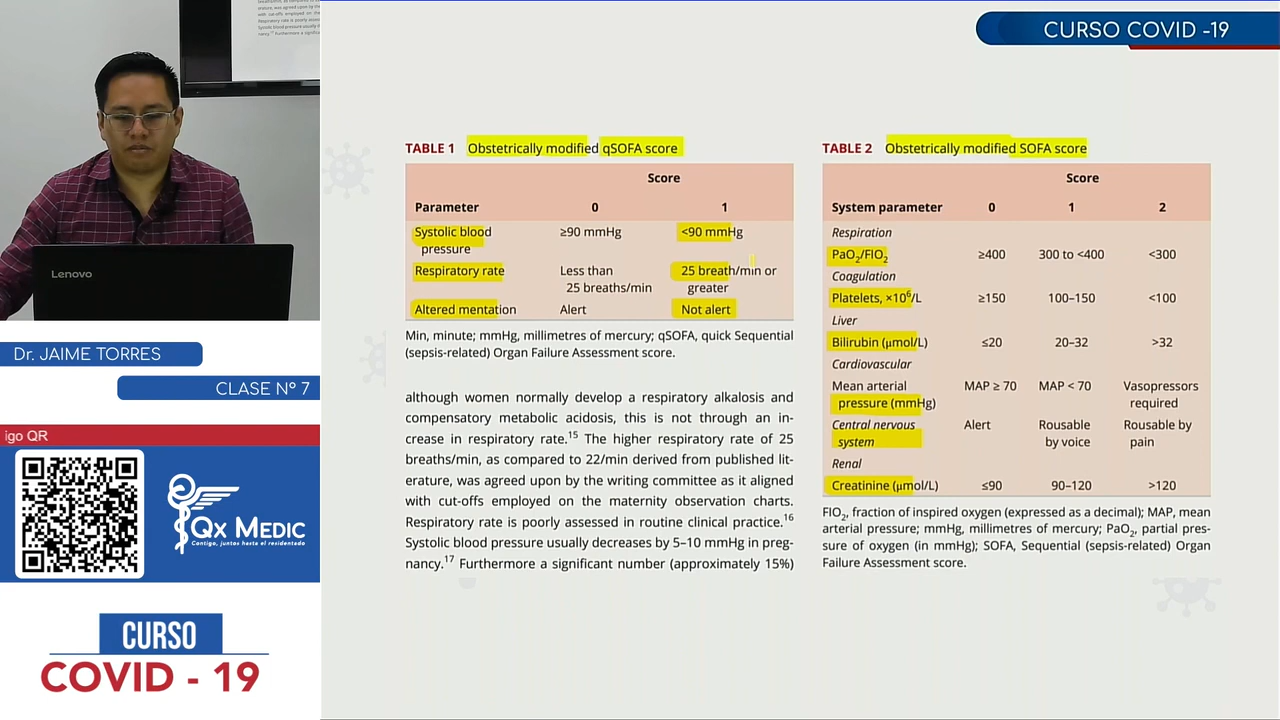 CURSO COVID -19
TABLE 1 Obstetrically modified qSOFA score
Score
Parameter 0 1
Systolic blood pressure ≥90 mmHg <90 mmHg
Respiratory rate Less than 25 breaths/min 25 breath/min or greater
Altered mentation Alert Not alert
Min, minute; mmHg, millimetres of mercury; qSOFA, quick Sequential
(sepsis-related) Organ Failure Assessment score.
although women normally develop a respiratory alkalosis and
compensatory metabolic acidosis, this is not through an in-
crease in respiratory rate.15 The higher respiratory rate of 25
breaths/min, as compared to 22/min derived from published lit-
erature, was agreed upon by the writing committee as it aligned
with cut-offs employed on the maternity observation charts.
Respiratory rate is poorly assessed in routine clinical practice.16
Systolic blood pressure usually decreases by 5–10 mmHg in preg-
nancy.17 Furthermore a significant number (approximately 15%)
TABLE 2 Obstetrically modified SOFA score
Score
System parameter 0 1 2
Respiration
PaO2/FIO2 ≥400 300 to <400 <300
Coagulation
Platelets, ×10⁶/L ≥150 100–150 <100
Liver
Bilirubin (μmol/L) ≤20 20–32 >32
Cardiovascular
Mean arterial pressure (mmHg) MAP ≥ 70 MAP < 70 Vasopressors required
Central nervous system Alert Rousable by voice Rousable by pain
Renal
Creatinine (μmol/L) ≤90 90–120 >120
FIO2, fraction of inspired oxygen (expressed as a decimal); MAP, mean
arterial pressure; mmHg, millimetres of mercury; PaO2, partial pres-
sure of oxygen (in mmHg); SOFA, Sequential (sepsis-related) Organ
Failure Assessment score.
Lenovo
Dr. JAIME TORRES
CLASE N° 7
igo QR
Qx MEDIC
Contigo, juntos hasta el residentado
CURSO
COVID - 19